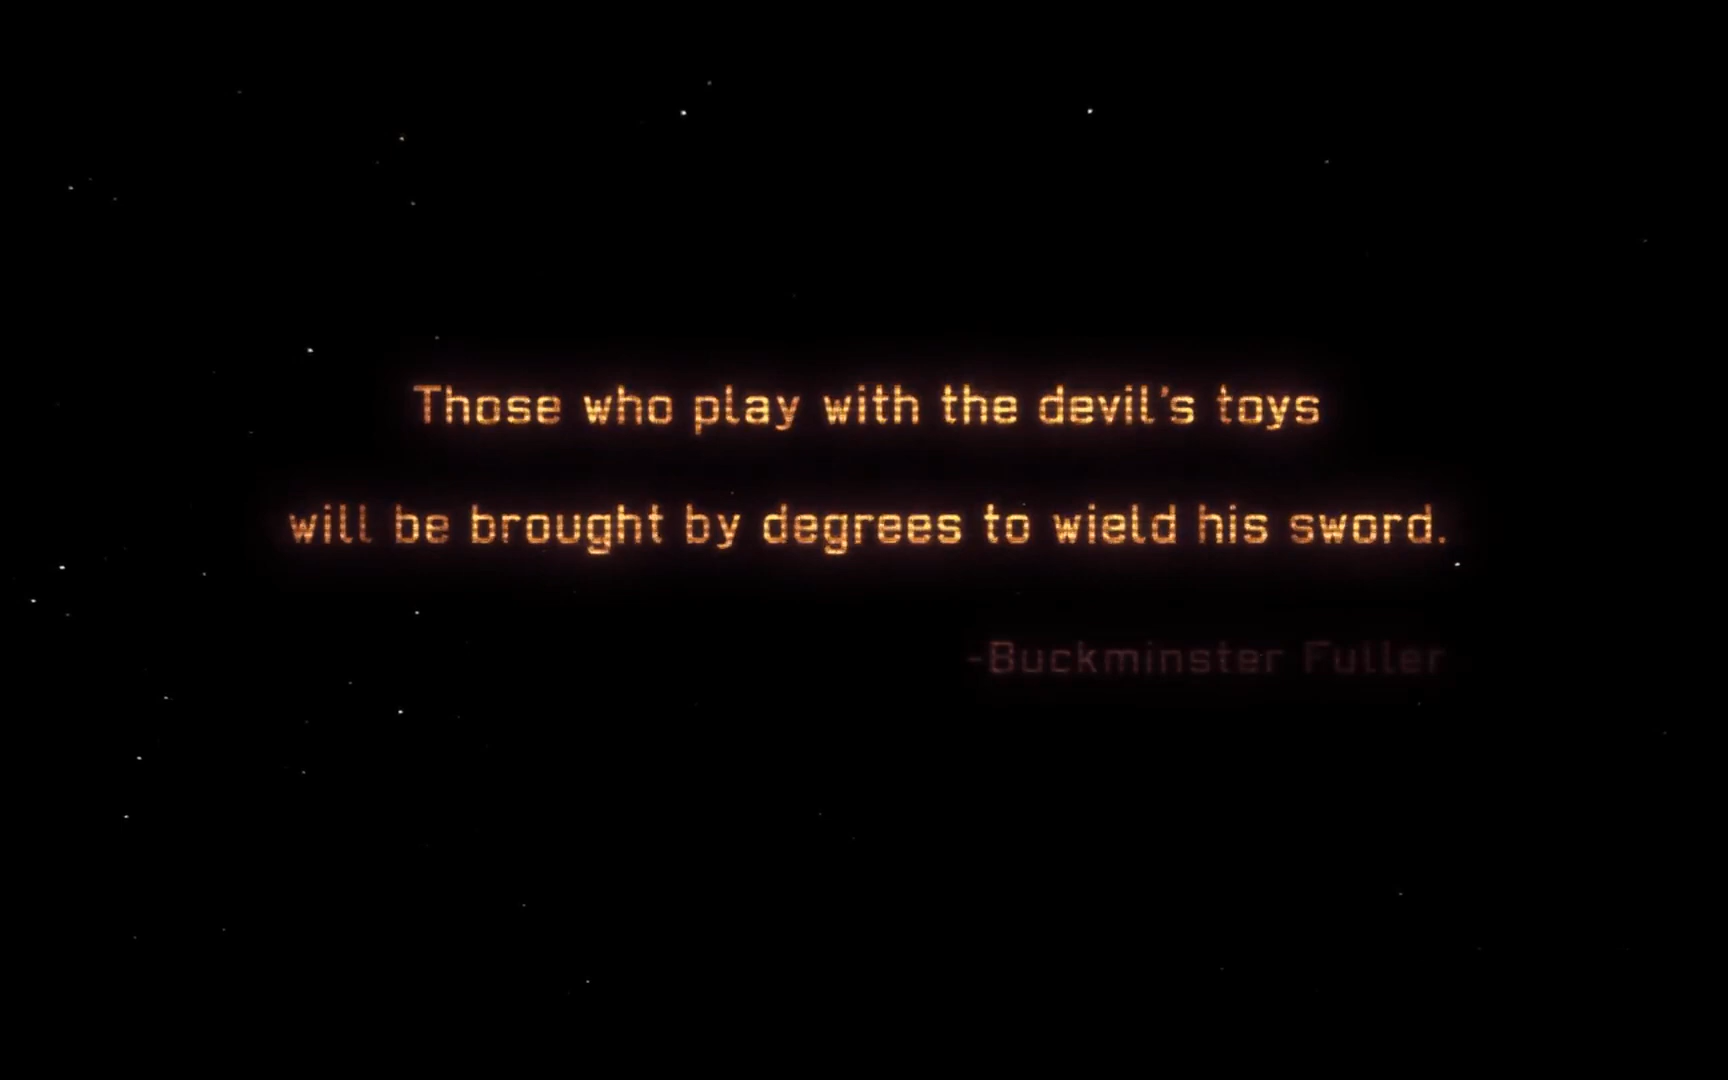 Those who play with the devil's toys
will be brought by degrees to wield his sword.
-Buckminster Fuller